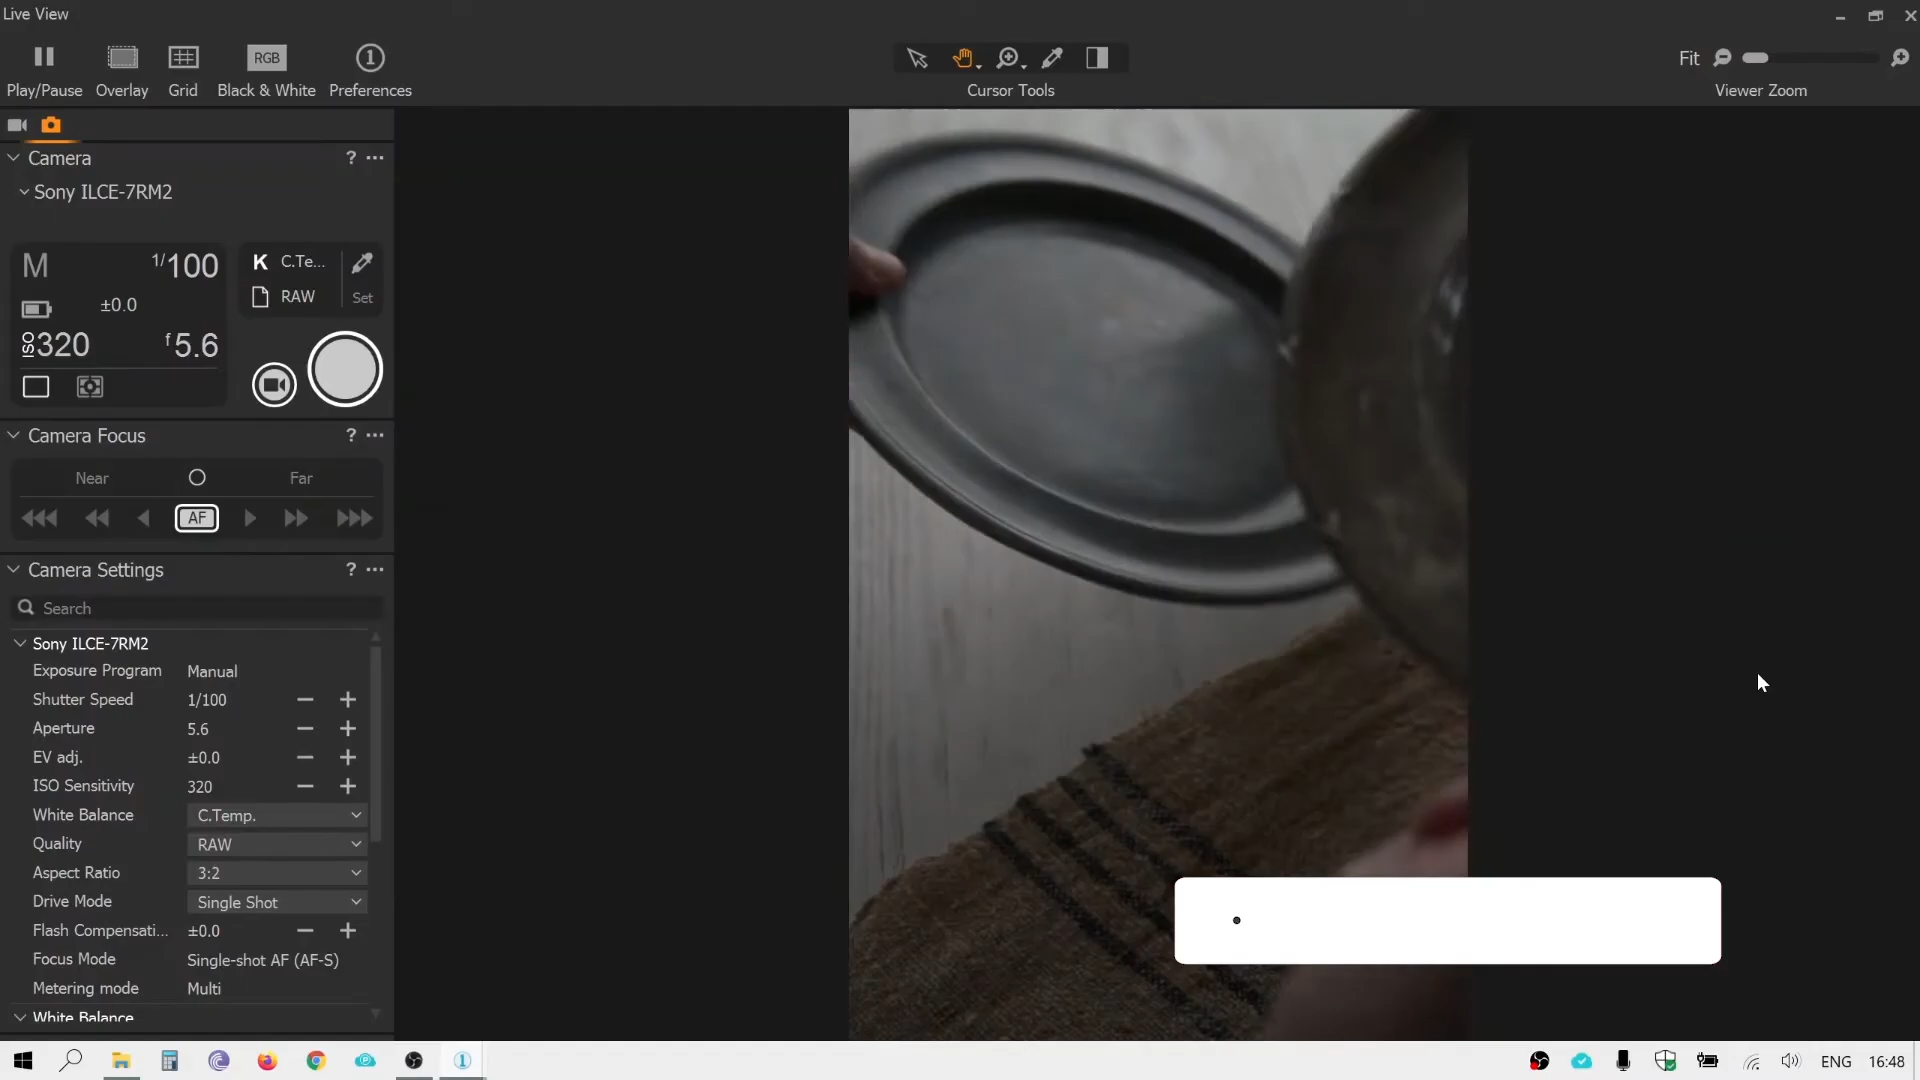 Live View
Play/Pause
Overlay
Grid
RGB
Black & White
Preferences
Cursor Tools
Fit
Viewer Zoom
Camera
?
Sony ILCE-7RM2
M
1/100
±0.0
ISO 320
f 5.6
K C.Te...
RAW
Set
Camera Focus
?
Near
Far
AF
Camera Settings
?
Search
Sony ILCE-7RM2
Exposure Program Manual
Shutter Speed 1/100
Aperture 5.6
EV adj. ±0.0
ISO Sensitivity 320
White Balance C.Temp.
Quality RAW
Aspect Ratio 3:2
Drive Mode Single Shot
Flash Compensati... ±0.0
Focus Mode Single-shot AF (AF-S)
Metering mode Multi
White Balance
ENG
16:48